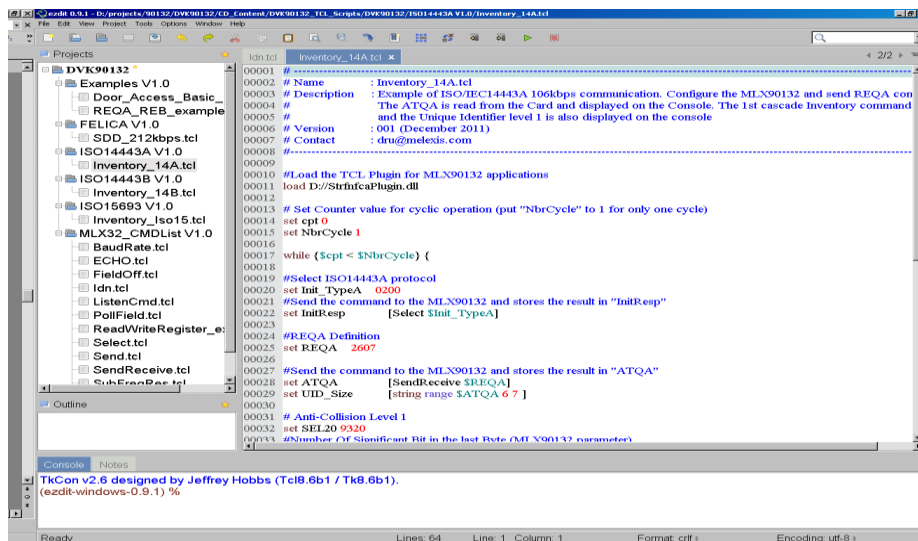 ezdit 0.9.1 - D:/projects/90132/DVK90132/CD_Content/DVK90132_TCL_Scripts/DVK90132/ISO14443A V1.0/Inventory_14A.tcl
File Edit View Project Tools Options Window Help
Projects
DVK90132
Examples V1.0
Door_Access_Basic_
REQA_REB_example
FELICA V1.0
SDD_212kbps.tcl
ISO14443A V1.0
Inventory_14A.tcl
ISO14443B V1.0
Inventory_14B.tcl
ISO15693 V1.0
Inventory_Iso15.tcl
MLX32_CMDList V1.0
BaudRate.tcl
ECHO.tcl
FieldOff.tcl
Idn.tcl
ListenCmd.tcl
PollField.tcl
ReadWriteRegister_e
Select.tcl
Send.tcl
SendReceive.tcl
SubFreqRes.tcl
Outline
Idn.tcl Inventory_14A.tcl x 2/2
00001 # ------------------------------------------------------------
00002 # Name : Inventory_14A.tcl
00003 # Description : Example of ISO/IEC14443A 106kbps communication. Configure the MLX90132 and send REQA con
00004 # The ATQA is read from the Card and displayed on the Console. The 1st cascade Inventory command
00005 # and the Unique Identifier level 1 is also displayed on the console
00006 # Version : 001 (December 2011)
00007 # Contact : dru@melexis.com
00008 #------------------------------------------------------------
00009
00010 #Load the TCL Plugin for MLX90132 applications
00011 load D://StrfnfcaPlugin.dll
00012
00013 # Set Counter value for cyclic operation (put "NbrCycle" to 1 for only one cycle)
00014 set cpt 0
00015 set NbrCycle 1
00016
00017 while {$cpt < $NbrCycle} {
00018
00019 #Select ISO14443A protocol
00020 set Init_TypeA 0200
00021 #Send the command to the MLX90132 and stores the result in "InitResp"
00022 set InitResp [Select $Init_TypeA]
00023
00024 #REQA Definition
00025 set REQA 2607
00026
00027 #Send the command to the MLX90132 and stores the result in "ATQA"
00028 set ATQA [SendReceive $REQA]
00029 set UID_Size [string range $ATQA 6 7 ]
00030
00031 # Anti-Collision Level 1
00032 set SEL20 9320
00033 #Number Of Significant Bit in the last Byte (MLX90132 parameter)
Console Notes
TkCon v2.6 designed by Jeffrey Hobbs (Tcl8.6b1 / Tk8.6b1).
(ezdit-windows-0.9.1) %
Ready Lines: 64 Line: 1 Column: 1 Format: crlf Encoding: utf-8